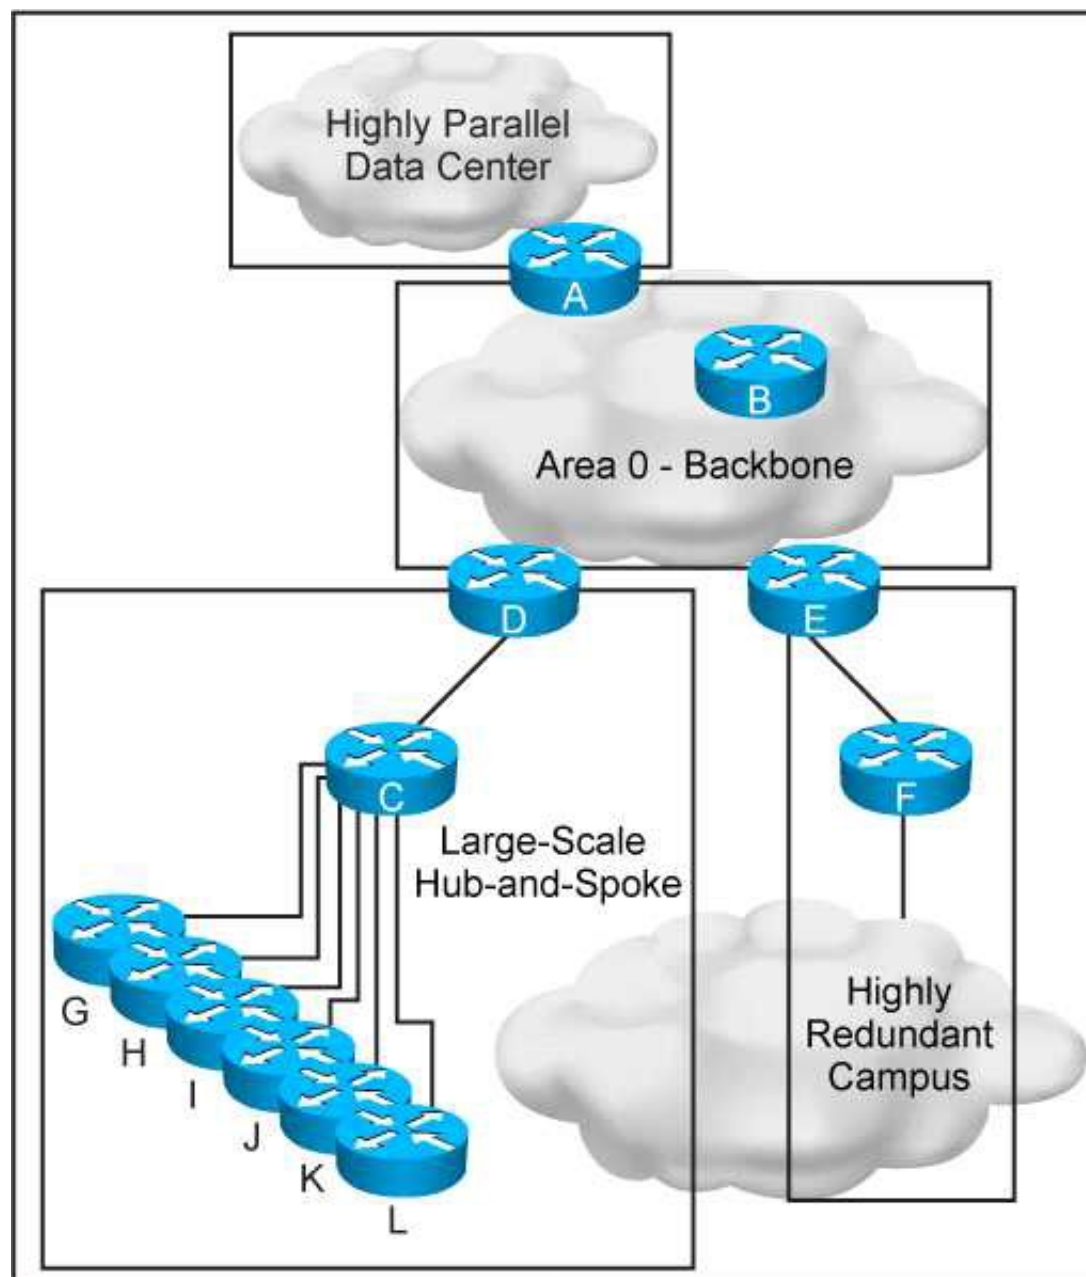 Highly Parallel
Data Center
A
B
Area 0 - Backbone
D
E
C
F
Large-Scale
Hub-and-Spoke
G
H
I
J
K
L
Highly
Redundant
Campus